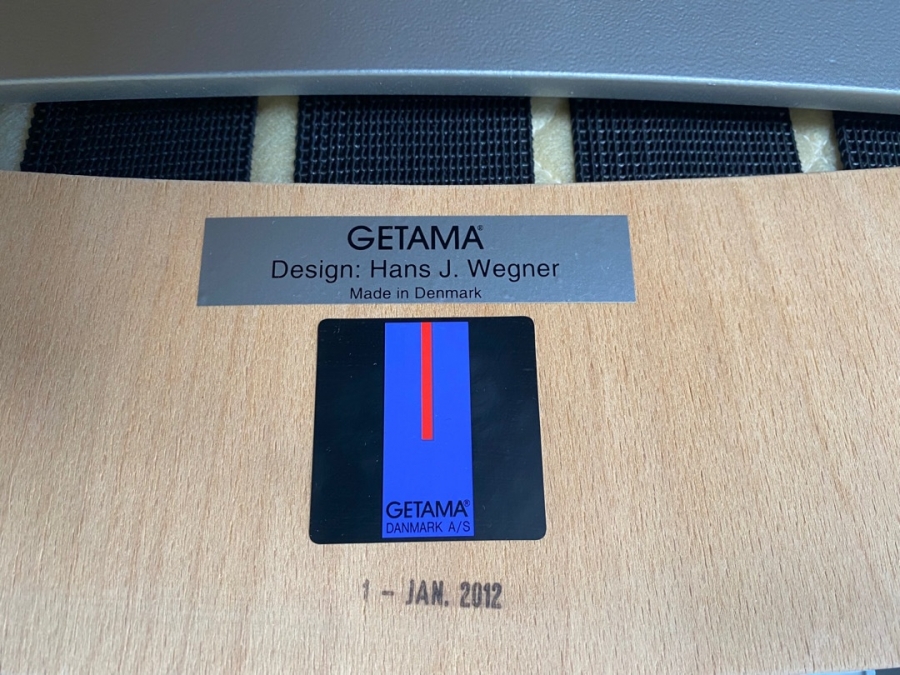 GETAMA®
Design: Hans J. Wegner
Made in Denmark
GETAMA®
DANMARK A/S
1 - JAN. 2012